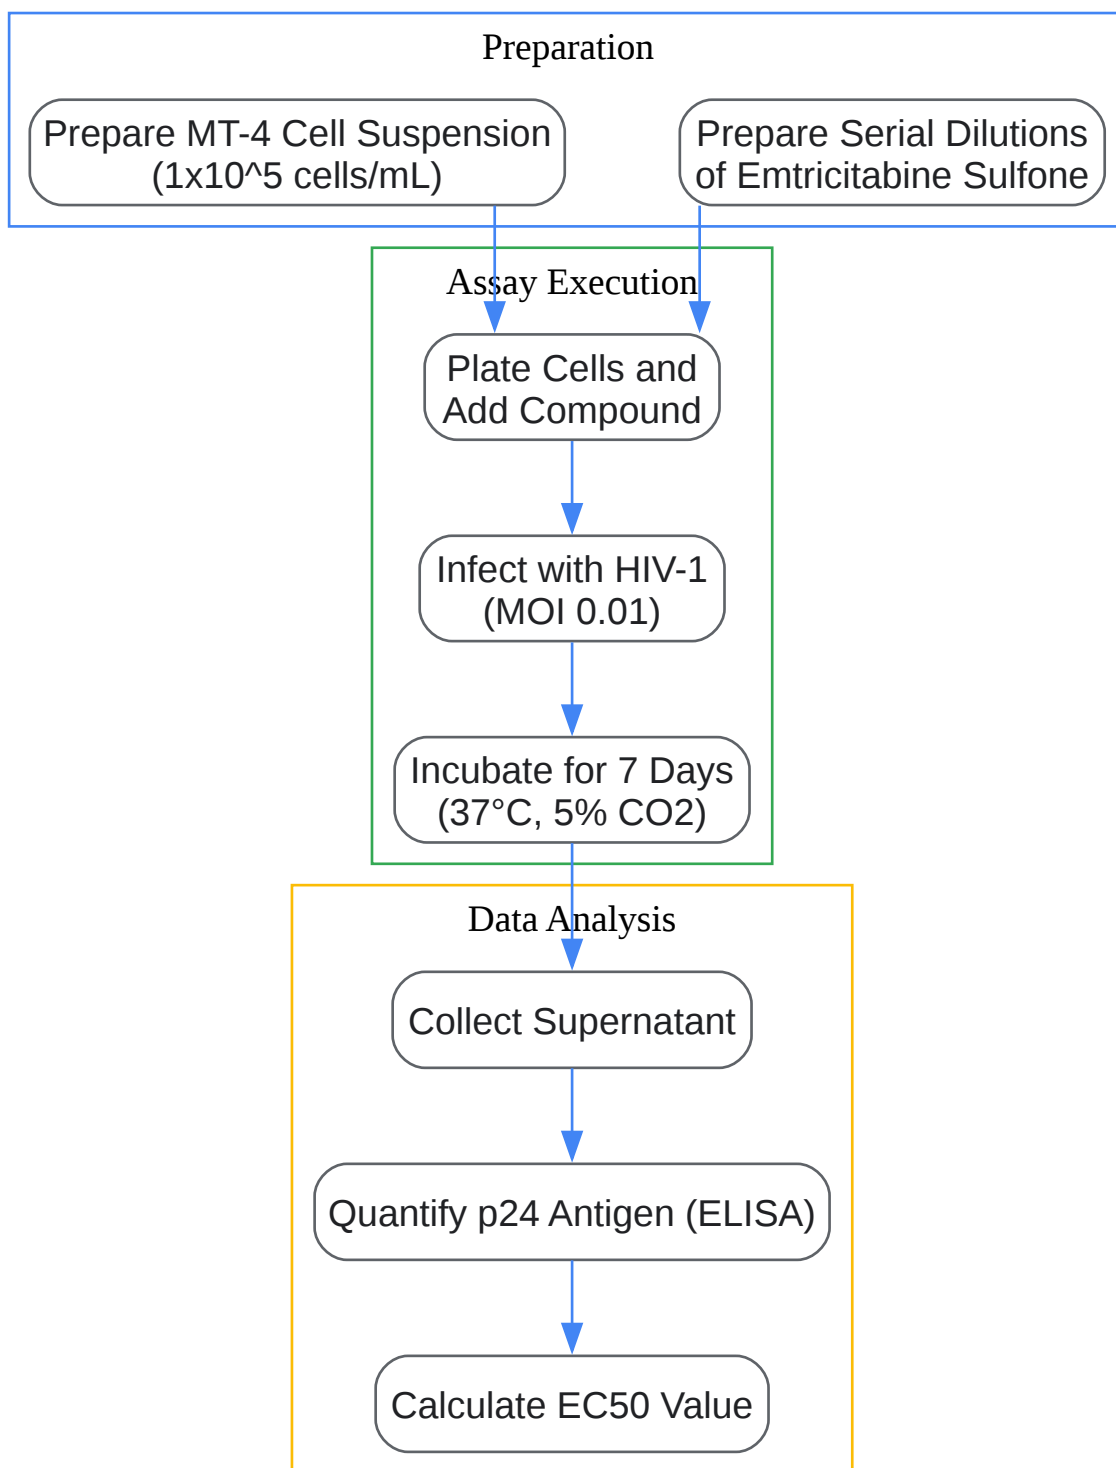 Preparation
Prepare MT-4 Cell Suspension
(1x10^5 cells/mL)
Prepare Serial Dilutions
of Emtricitabine Sulfone
Assay Execution
Plate Cells and
Add Compound
Infect with HIV-1
(MOI 0.01)
Incubate for 7 Days
(37°C, 5% CO2)
Data Analysis
Collect Supernatant
Quantify p24 Antigen (ELISA)
Calculate EC50 Value